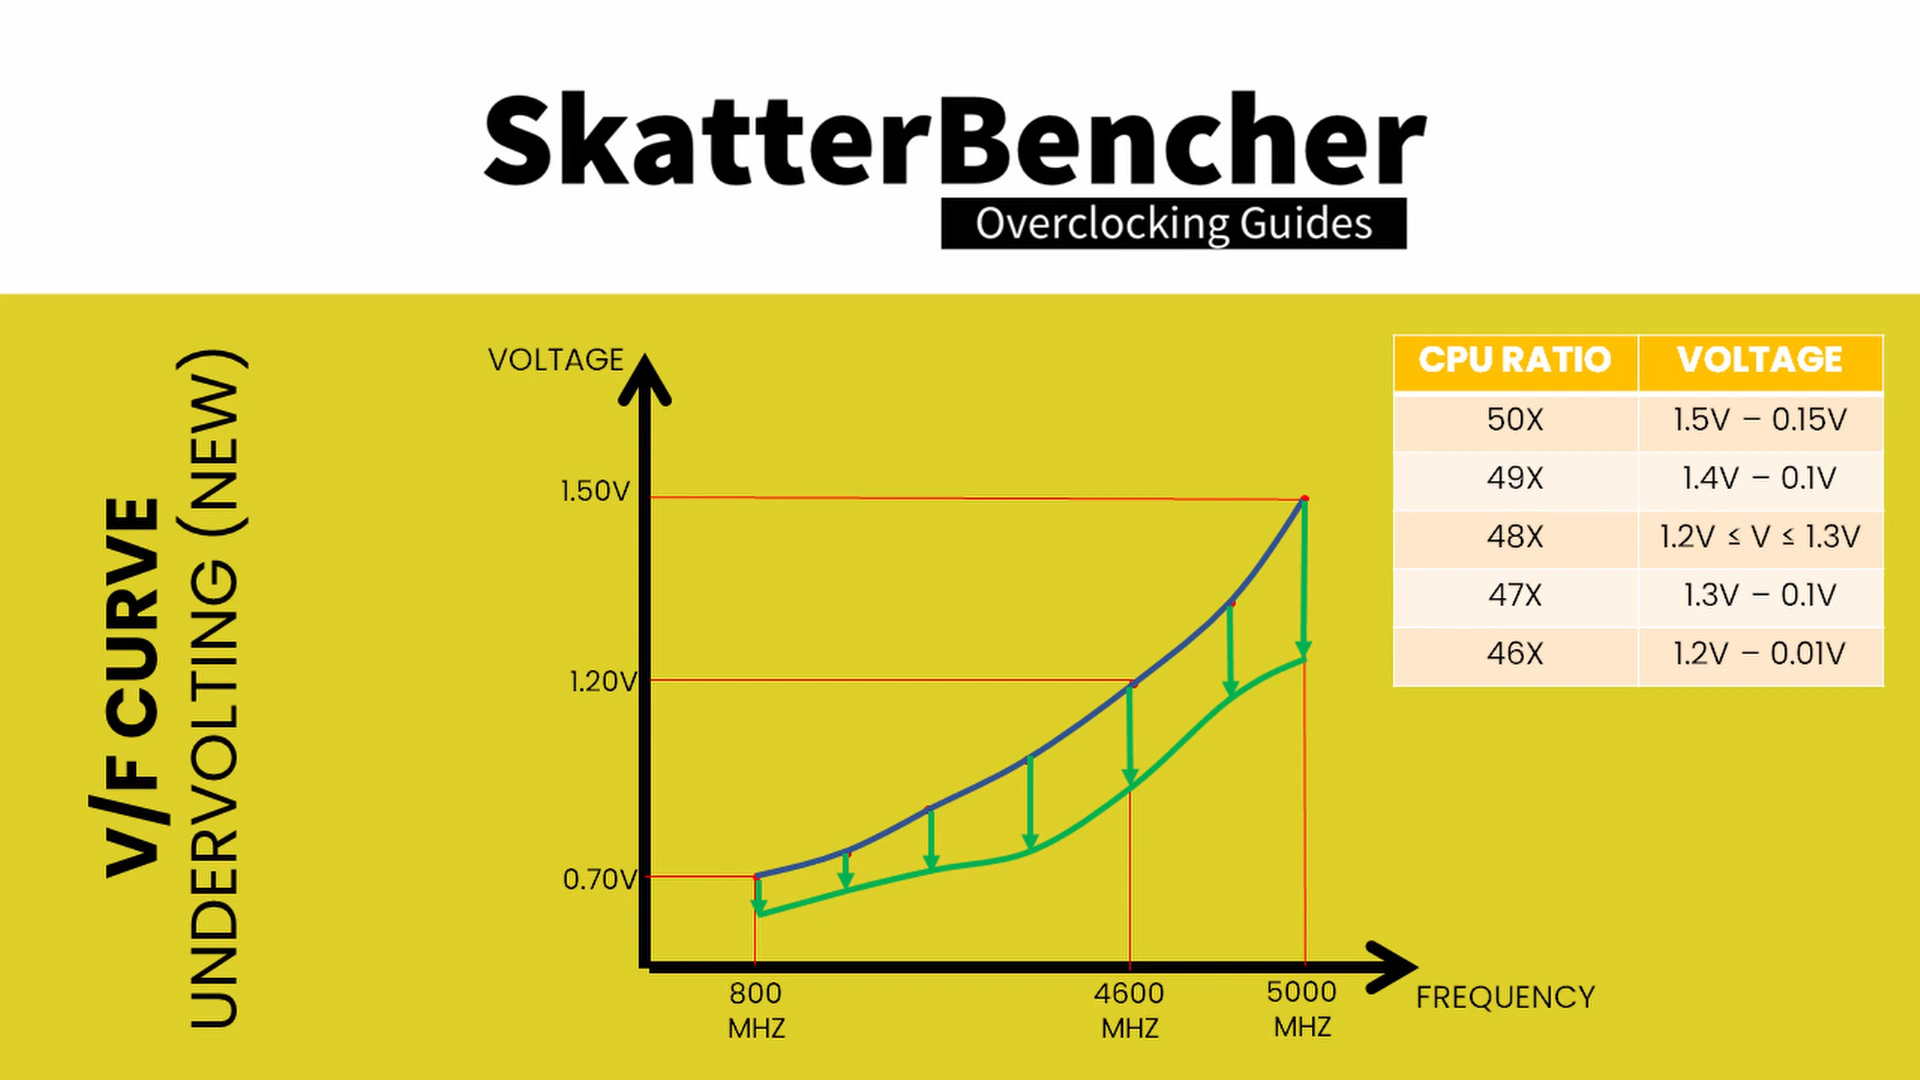 SkatterBencher
Overclocking Guides
V/F CURVE
UNDERVOLTING (NEW)
VOLTAGE
1.50V
1.20V
0.70V
800
MHZ
4600
MHZ
5000
MHZ
FREQUENCY
CPU RATIO VOLTAGE
50X 1.5V – 0.15V
49X 1.4V – 0.1V
48X 1.2V ≤ V ≤ 1.3V
47X 1.3V – 0.1V
46X 1.2V – 0.01V